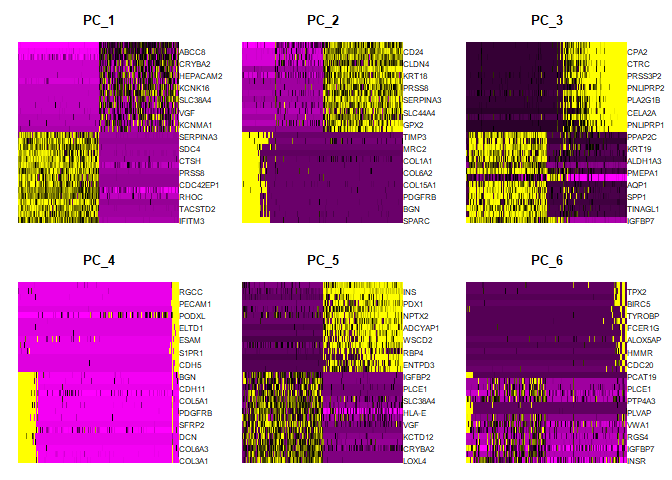 PC_1
ABCC8
CRYBA2
HEPACAM2
KCNK16
SLC38A4
VGF
KCNMA1
SERPINA3
SDC4
CTSH
PRSS8
CDC42EP1
RHOC
TACSTD2
IFITM3
PC_2
CD24
CLDN4
KRT18
PRSS8
SERPINA3
SLC44A4
GPX2
TIMP3
MRC2
COL1A1
COL6A2
COL15A1
PDGFRB
BGN
SPARC
PC_3
CPA2
CTRC
PRSS3P2
PNLIPRP2
PLA2G1B
CELA2A
PNLIPRP1
PPAP2C
KRT19
ALDH1A3
PMEPA1
AQP1
SPP1
TINAGL1
IGFBP7
PC_4
RGCC
PECAM1
PODXL
ELTD1
ESAM
S1PR1
CDH5
BGN
CDH11
COL5A1
PDGFRB
SFRP2
DCN
COL6A3
COL3A1
PC_5
INS
PDX1
NPTX2
ADCYAP1
WSCD2
RBP4
ENTPD3
IGFBP2
PLCE1
SLC38A4
HLA-E
VGF
KCTD12
CRYBA2
LOXL4
PC_6
TPX2
BIRC5
TYROBP
FCER1G
ALOX5AP
HMMR
CDC20
PCAT19
PLCE1
PTP4A3
PLVAP
VWA1
RGS4
IGFBP7
INSR